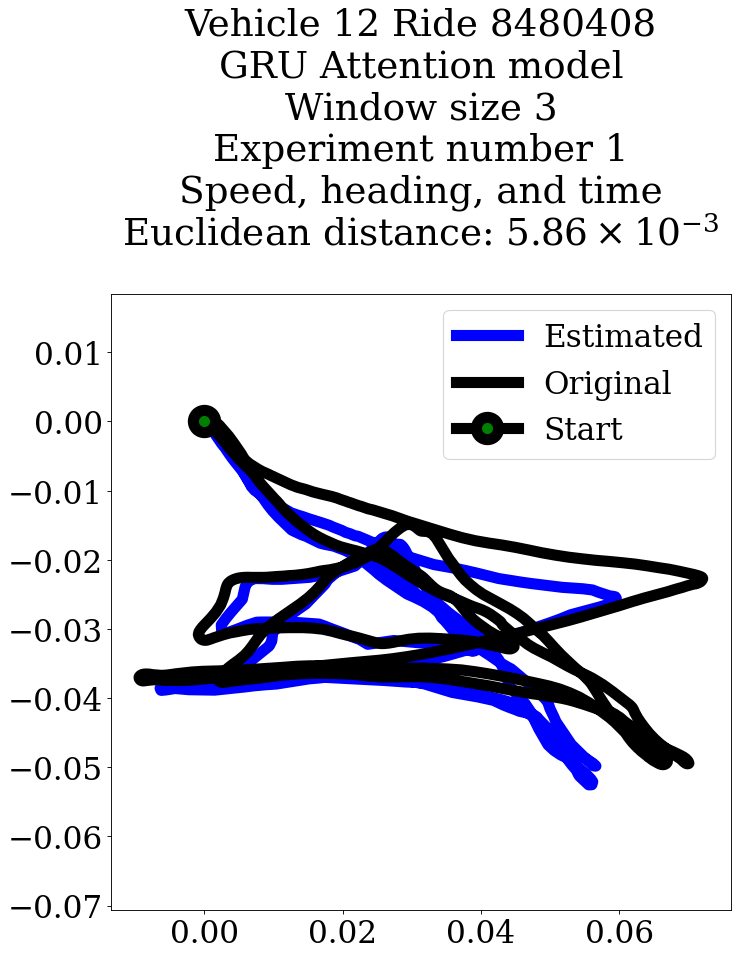 Vehicle 12 Ride 8480408
GRU Attention model
Window size 3
Experiment number 1
Speed, heading, and time
Euclidean distance: 5.86 × 10⁻³
Estimated
Original
Start
0.01
0.00
−0.01
−0.02
−0.03
−0.04
−0.05
−0.06
−0.07
0.00 0.02 0.04 0.06